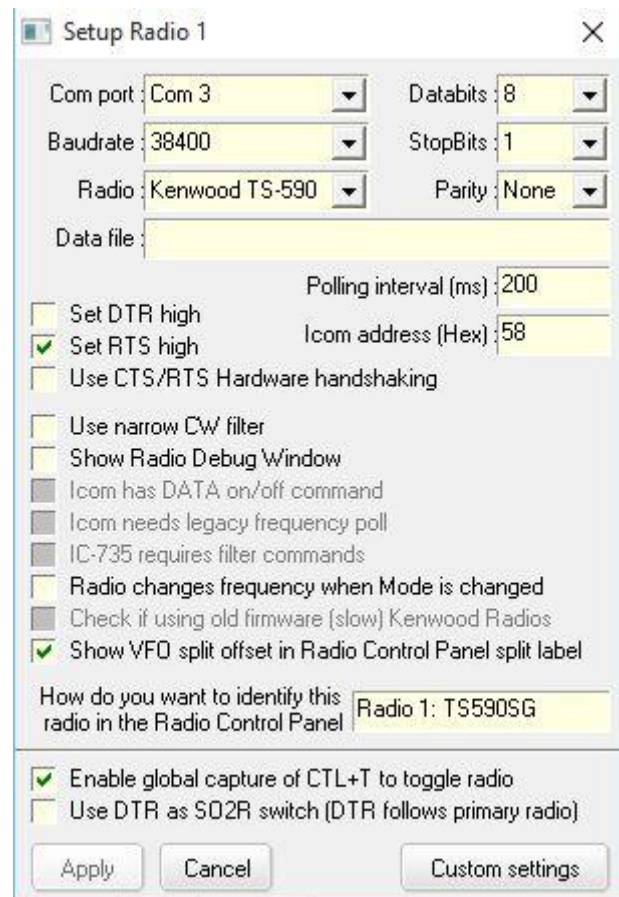 Setup Radio 1
Com port : Com 3 Databits : 8
Baudrate : 38400 StopBits : 1
Radio : Kenwood TS-590 Parity : None
Data file :
Polling interval (ms) : 200
Set DTR high
Icom address (Hex) : 58
Set RTS high
Use CTS/RTS Hardware handshaking
Use narrow CW filter
Show Radio Debug Window
Icom has DATA on/off command
Icom needs legacy frequency poll
IC-735 requires filter commands
Radio changes frequency when Mode is changed
Check if using old firmware (slow) Kenwood Radios
Show VFO split offset in Radio Control Panel split label
How do you want to identify this
radio in the Radio Control Panel
Radio 1: TS590SG
Enable global capture of CTL+T to toggle radio
Use DTR as SO2R switch (DTR follows primary radio)
Apply Cancel Custom settings